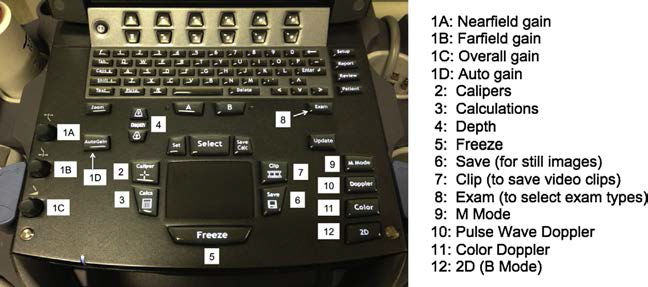 Setup
Report
Review
Patient
Delete
Enter
Zoom
A
B
8
Exam
Depth
4
1A
AutoGain
Set
Select
Save
Calc
Update
1D
1B
2
Caliper
Clip
7
9
M Mode
10
Doppler
3
Calcs
Save
6
1C
11
Color
Freeze
12
2D
5
1A: Nearfield gain
1B: Farfield gain
1C: Overall gain
1D: Auto gain
2: Calipers
3: Calculations
4: Depth
5: Freeze
6: Save (for still images)
7: Clip (to save video clips)
8: Exam (to select exam types)
9: M Mode
10: Pulse Wave Doppler
11: Color Doppler
12: 2D (B Mode)